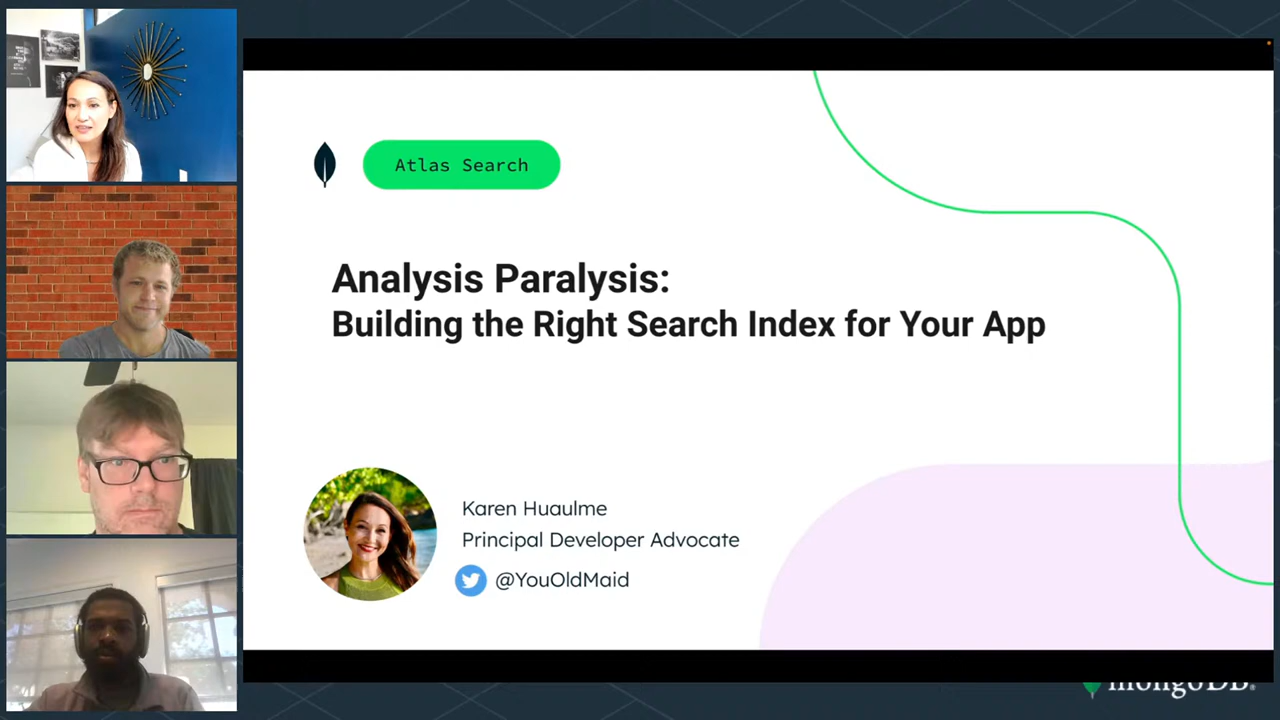 Atlas Search
Analysis Paralysis:
Building the Right Search Index for Your App
Karen Huaulme
Principal Developer Advocate
@YouOldMaid
mongoDB®